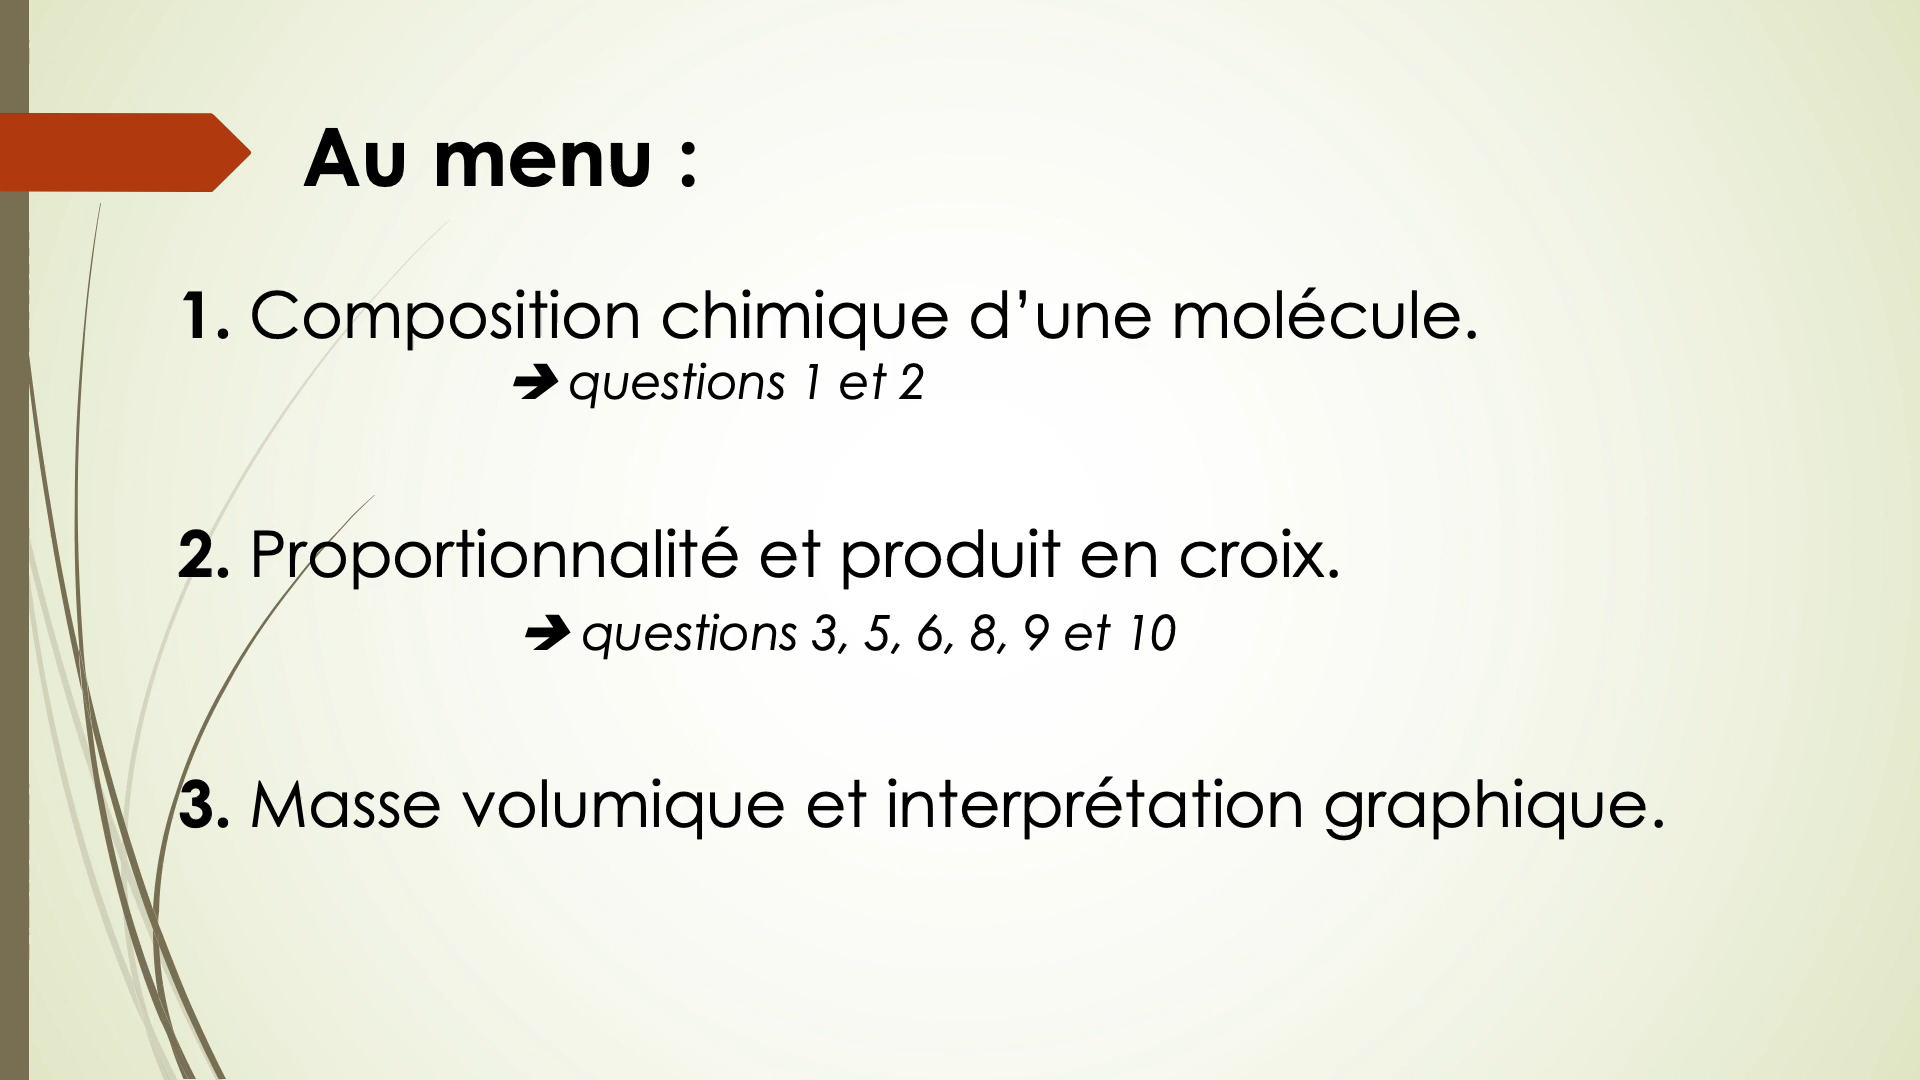 Au menu :
1. Composition chimique d’une molécule.
➔ questions 1 et 2
2. Proportionnalité et produit en croix.
➔ questions 3, 5, 6, 8, 9 et 10
3. Masse volumique et interprétation graphique.